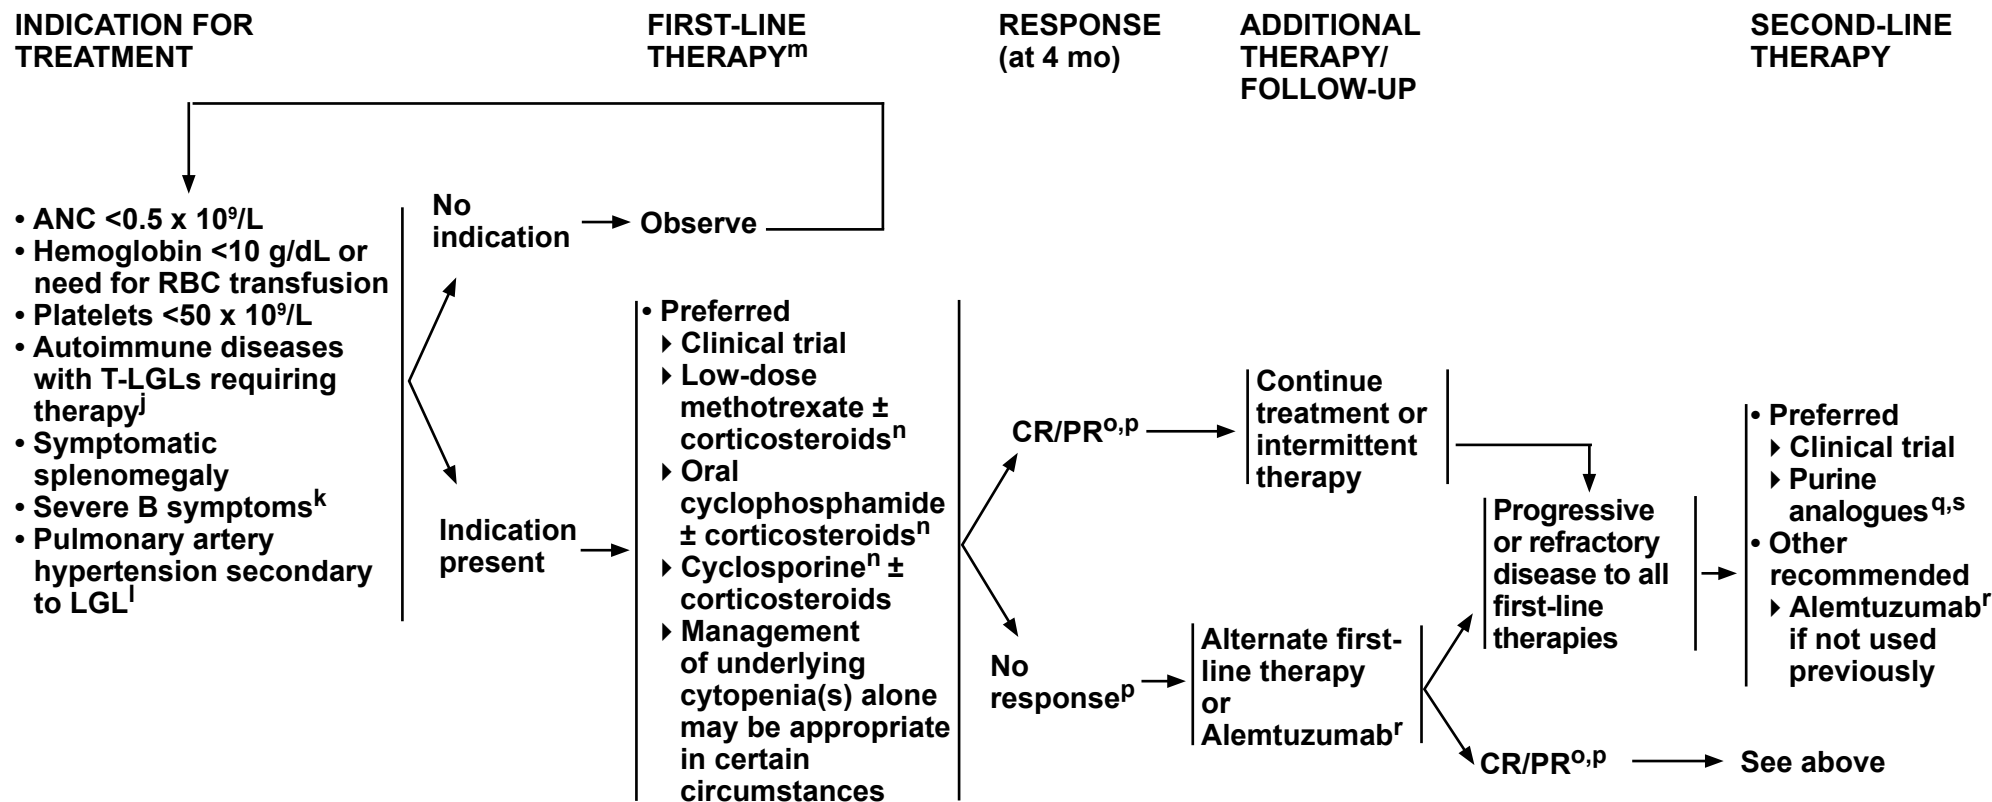 INDICATION FOR
TREATMENT
FIRST-LINE
THERAPYᵐ
RESPONSE
(at 4 mo)
ADDITIONAL
THERAPY/
FOLLOW-UP
SECOND-LINE
THERAPY
• ANC <0.5 x 10⁹/L
• Hemoglobin <10 g/dL or
need for RBC transfusion
• Platelets <50 x 10⁹/L
• Autoimmune diseases
with T-LGLs requiring
therapyʲ
• Symptomatic
splenomegaly
• Severe B symptomsᵏ
• Pulmonary artery
hypertension secondary
to LGLˡ
No
indication
Observe
Indication
present
• Preferred
▸ Clinical trial
▸ Low-dose
methotrexate ±
corticosteroidsⁿ
▸ Oral
cyclophosphamide
± corticosteroidsⁿ
▸ Cyclosporineⁿ ±
corticosteroids
▸ Management
of underlying
cytopenia(s) alone
may be appropriate
in certain
circumstances
CR/PRᵒ,ᵖ
Continue
treatment or
intermittent
therapy
No
responseᵖ
Alternate first-
line therapy
or
Alemtuzumabʳ
Progressive
or refractory
disease to all
first-line
therapies
CR/PRᵒ,ᵖ
See above
• Preferred
▸ Clinical trial
▸ Purine
analogues^q,s
• Other
recommended
▸ Alemtuzumabʳ
if not used
previously